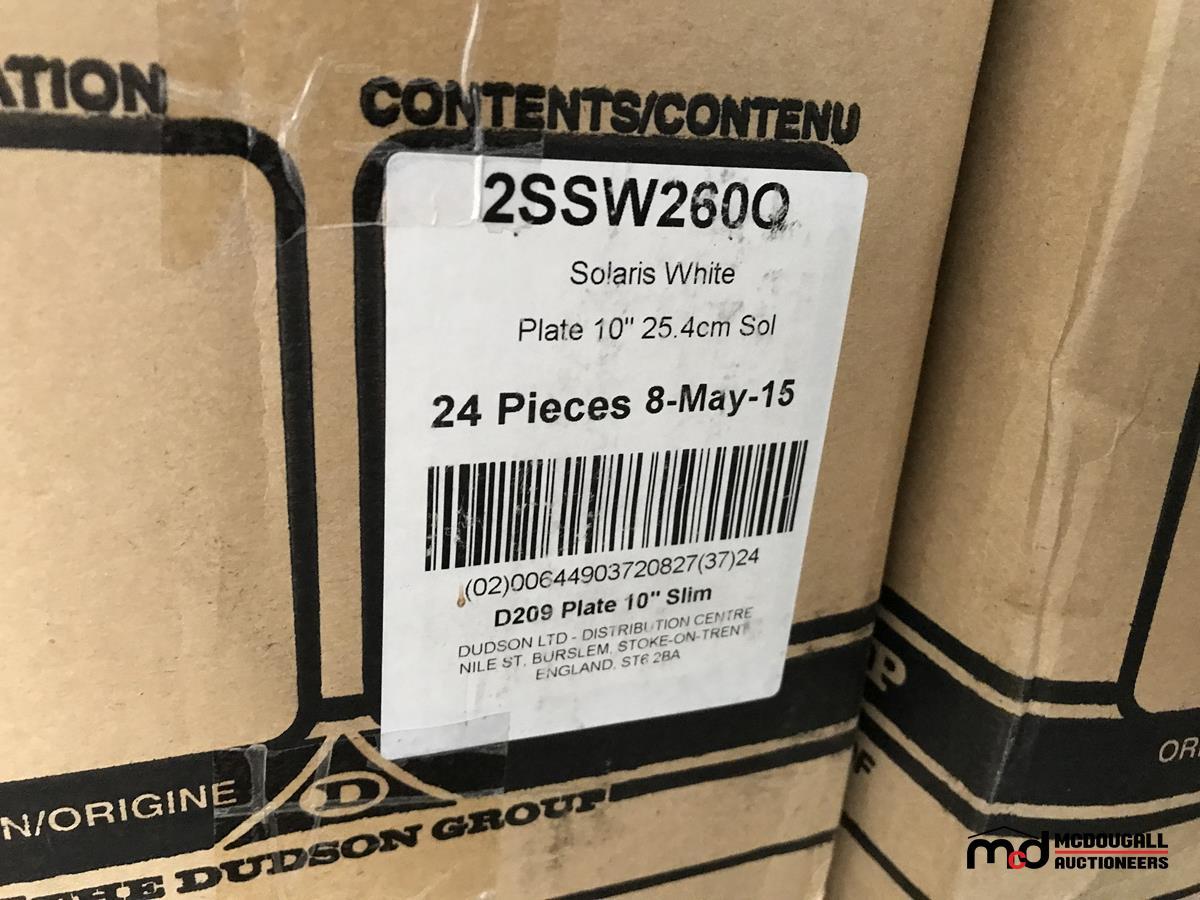 ATION
CONTENTS/CONTENU
2SSW260Q
Solaris White
Plate 10" 25.4cm Sol
24 Pieces 8-May-15
(02)00644903720827(37)24
D209 Plate 10" Slim
DUDSON LTD - DISTRIBUTION CENTRE
NILE ST, BURSLEM, STOKE-ON-TRENT
ENGLAND, ST6 2BA
N/ORIGINE
D
THE DUDSON GROUP
P
F
OR
mcd MCDOUGALL
AUCTIONEERS